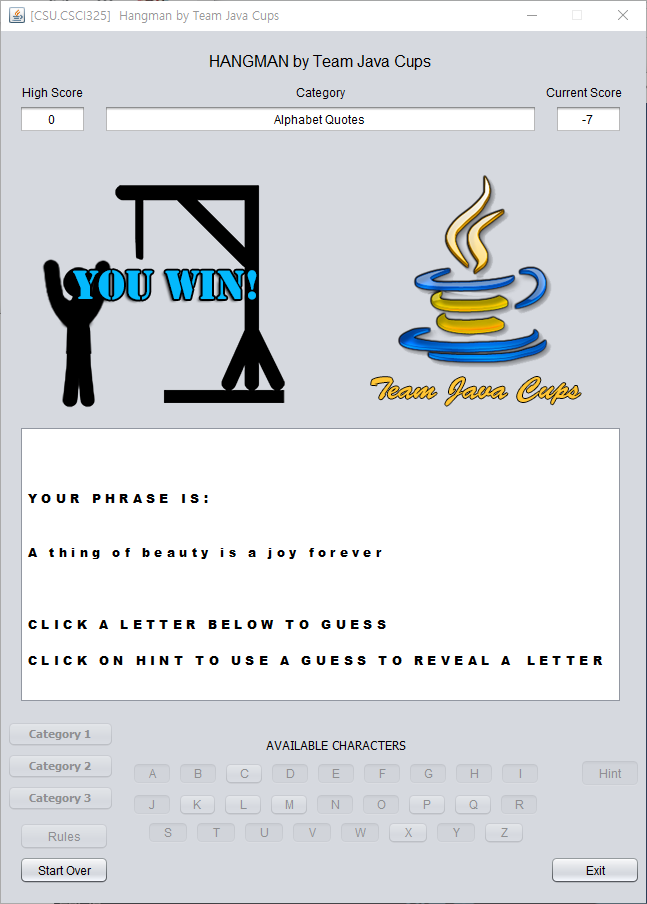 [CSU.CSCI325] Hangman by Team Java Cups
HANGMAN by Team Java Cups
High Score Category Current Score
0 Alphabet Quotes -7
YOU WIN!
Team Java Cups
YOUR PHRASE IS:
A thing of beauty is a joy forever
CLICK A LETTER BELOW TO GUESS
CLICK ON HINT TO USE A GUESS TO REVEAL A LETTER
Category 1
Category 2
Category 3
Rules
Start Over
AVAILABLE CHARACTERS
A B C D E F G H I
J K L M N O P Q R
S T U V W X Y Z
Hint
Exit